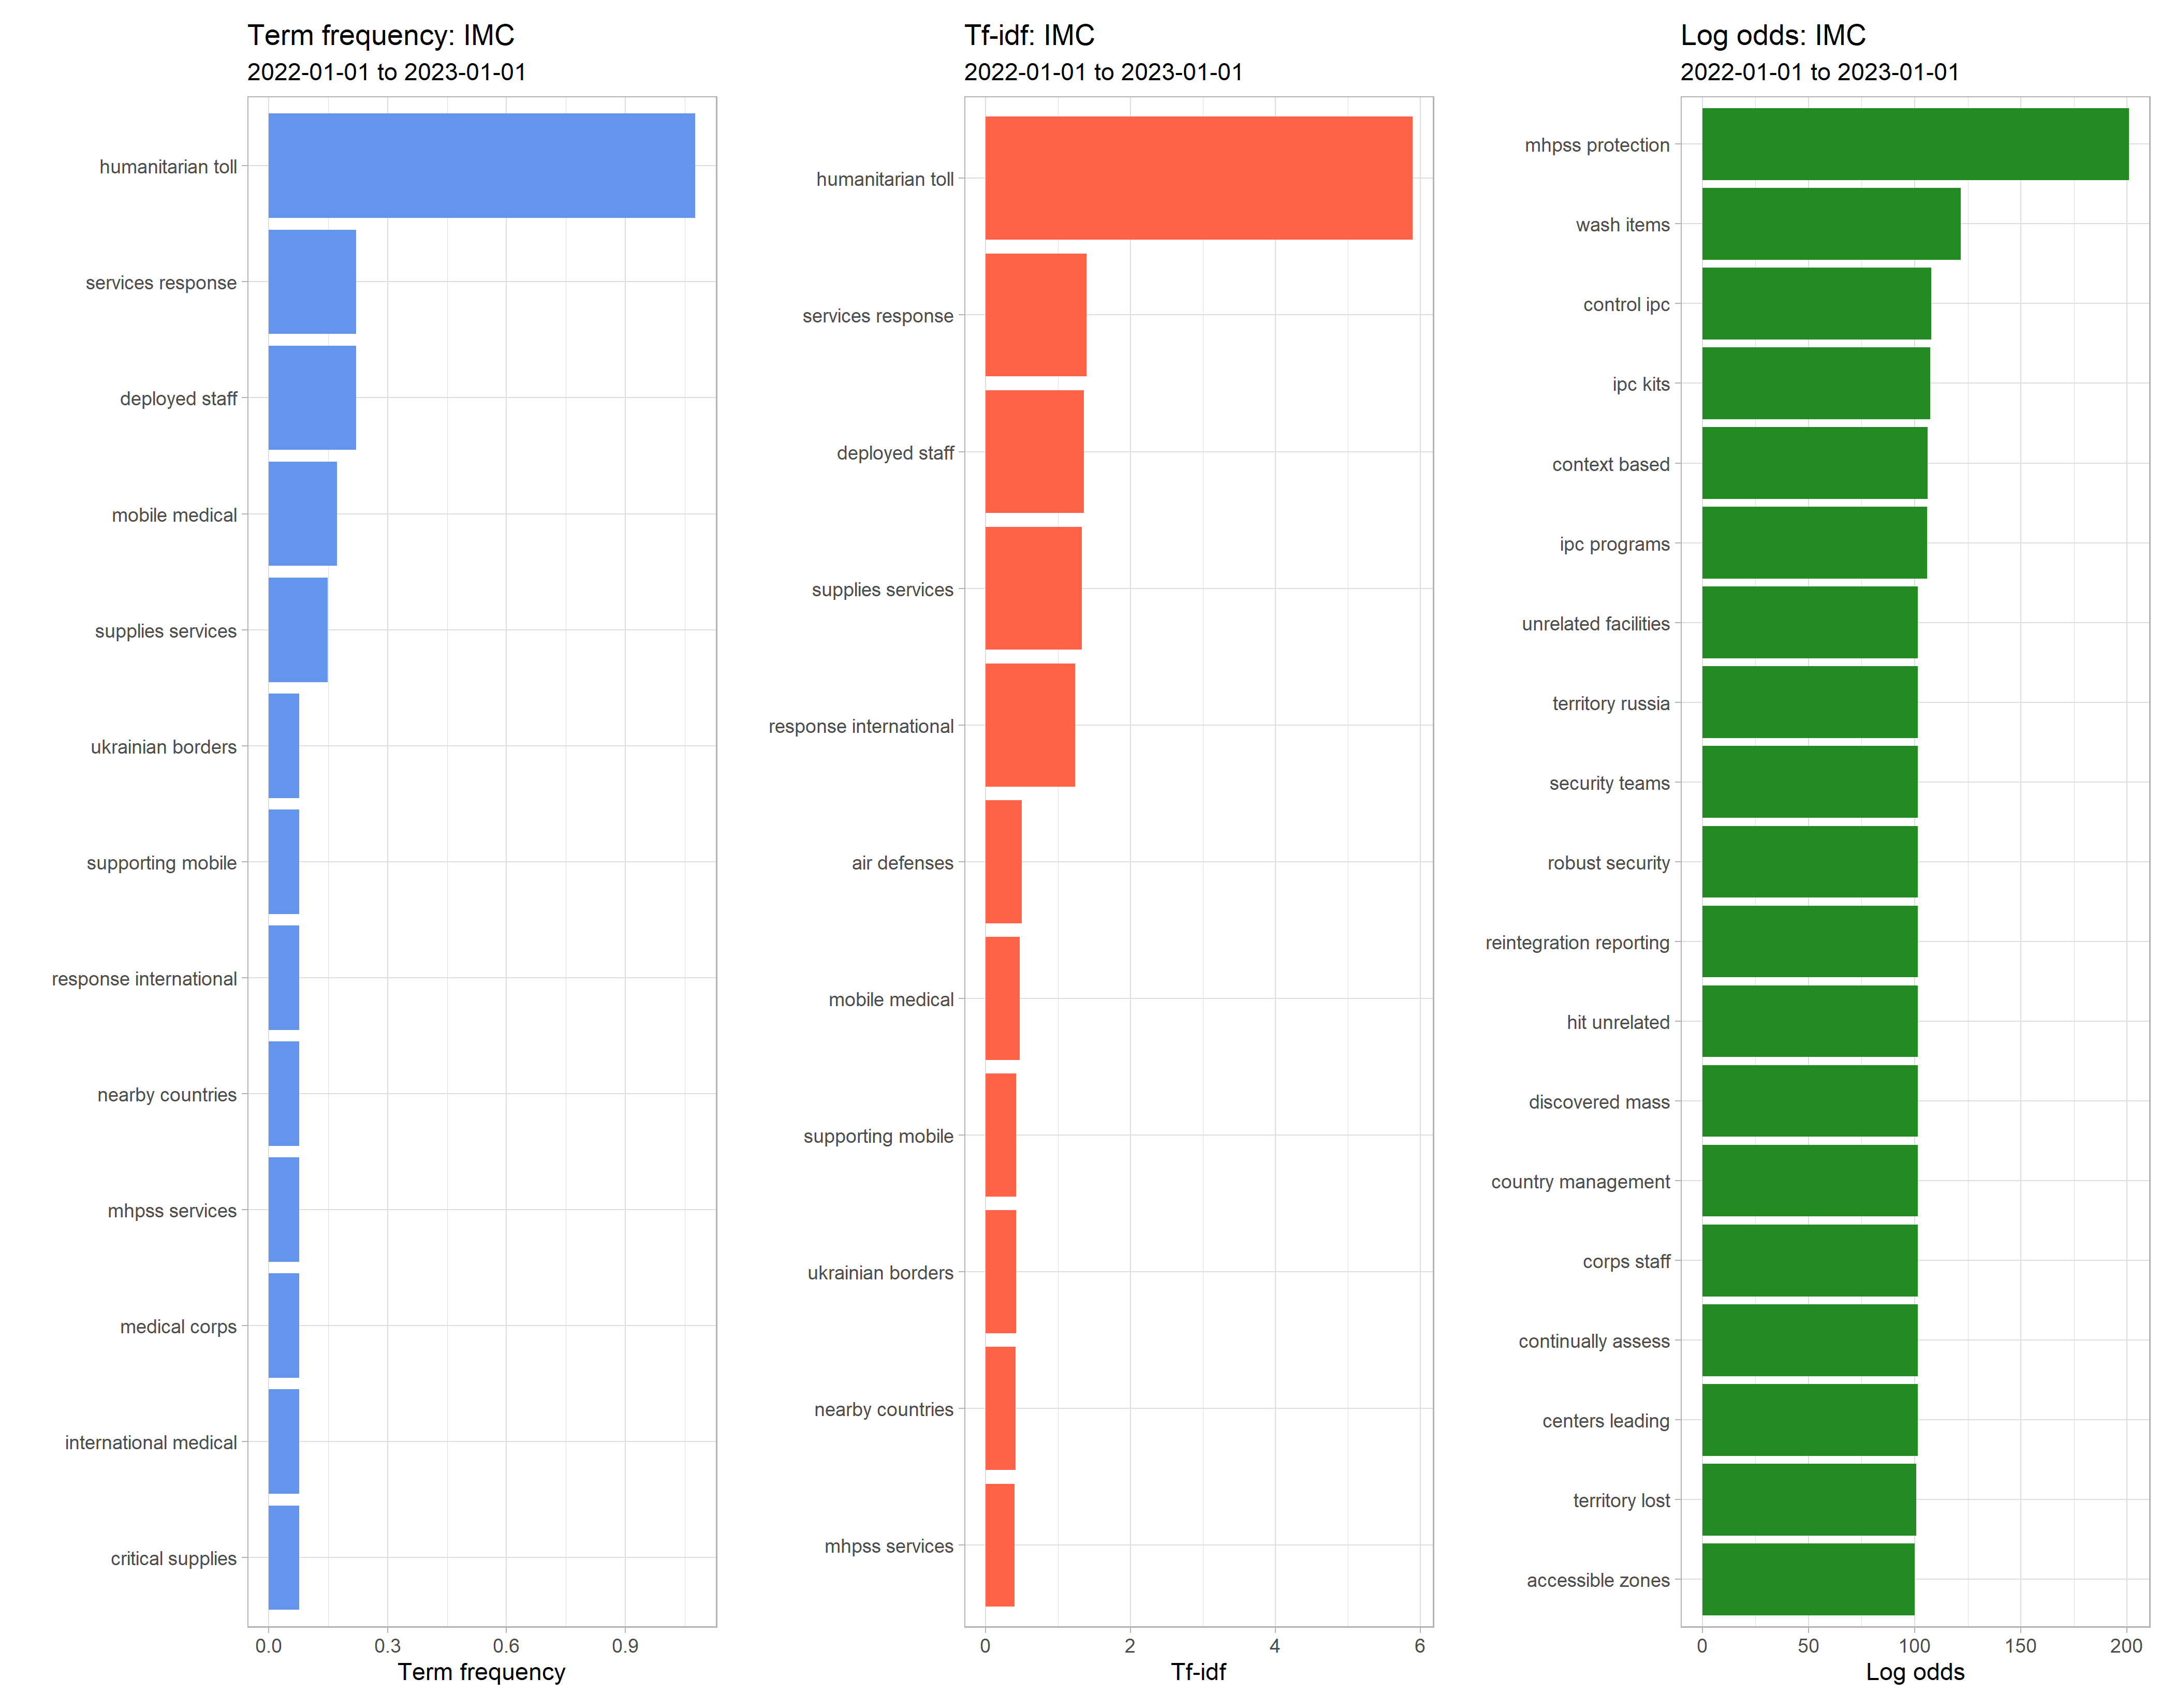 Term frequency: IMC
2022-01-01 to 2023-01-01
humanitarian toll
services response
deployed staff
mobile medical
supplies services
ukrainian borders
supporting mobile
response international
nearby countries
mhpss services
medical corps
international medical
critical supplies
0.0 0.3 0.6 0.9
Term frequency
Tf-idf: IMC
2022-01-01 to 2023-01-01
humanitarian toll
services response
deployed staff
supplies services
response international
air defenses
mobile medical
supporting mobile
ukrainian borders
nearby countries
mhpss services
0 2 4 6
Tf-idf
Log odds: IMC
2022-01-01 to 2023-01-01
mhpss protection
wash items
control ipc
ipc kits
context based
ipc programs
unrelated facilities
territory russia
security teams
robust security
reintegration reporting
hit unrelated
discovered mass
country management
corps staff
continually assess
centers leading
territory lost
accessible zones
0 50 100 150 200
Log odds